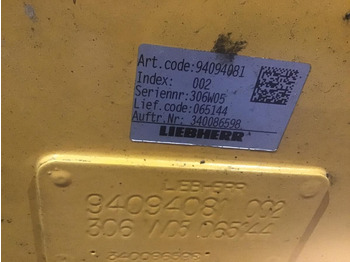 Art.code:94094081
Index: 002
Seriennr:306W05
Lief.code:065144
Auftr.Nr: 340086598
LIEBHERR
94094081 002
306 W05 065144
340086598